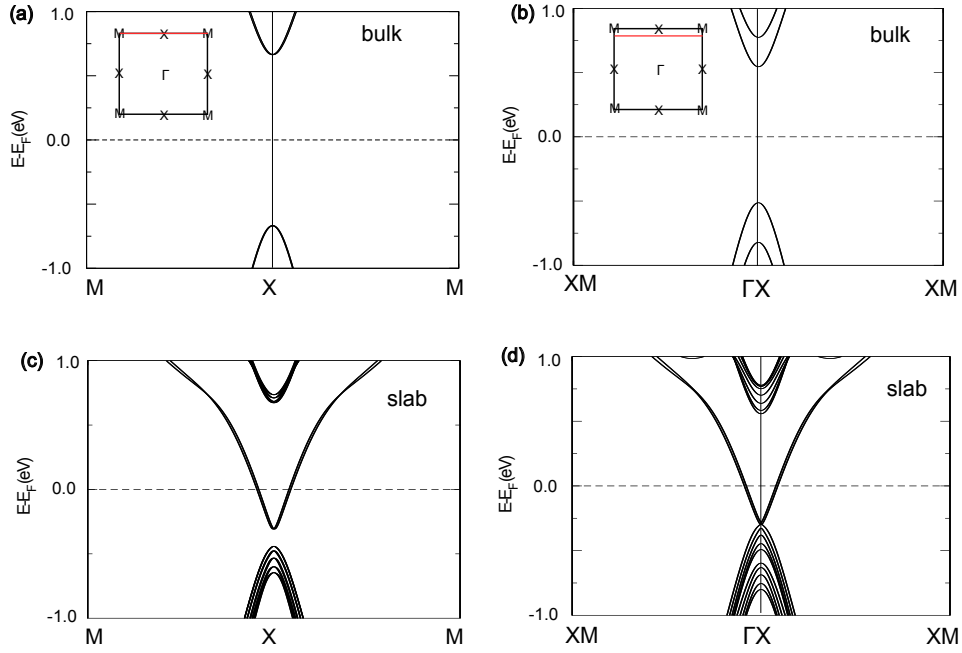 (a)
1.0
0.0
-1.0
E-E_F(eV)
M X M
X Γ X
M X M
bulk
M X M
(b)
1.0
0.0
-1.0
E-E_F(eV)
M X M
X Γ X
M X M
bulk
XM ΓX XM
(c)
1.0
0.0
-1.0
E-E_F(eV)
slab
M X M
(d)
1.0
0.0
-1.0
E-E_F(eV)
slab
XM ΓX XM